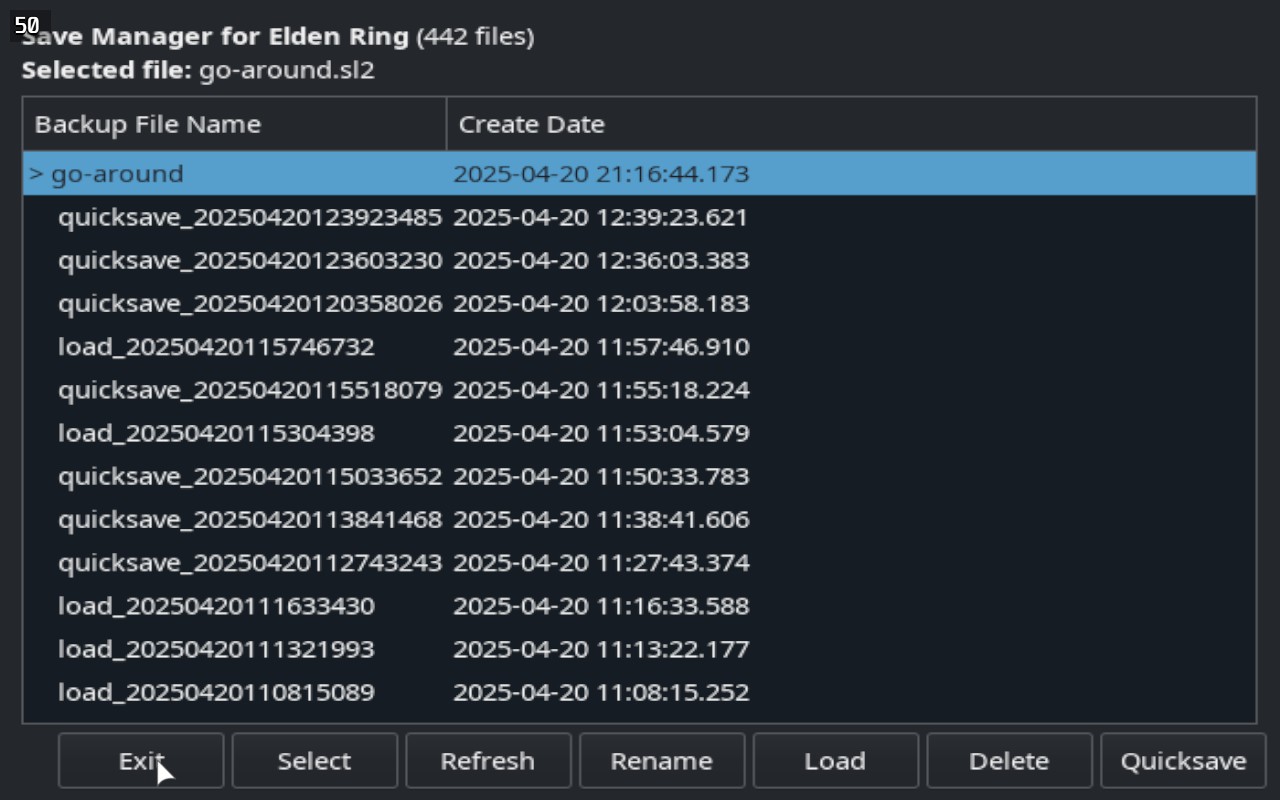 50
Save Manager for Elden Ring (442 files)
Selected file: go-around.sl2
Backup File Name Create Date
> go-around 2025-04-20 21:16:44.173
quicksave_20250420123923485 2025-04-20 12:39:23.621
quicksave_20250420123603230 2025-04-20 12:36:03.383
quicksave_20250420120358026 2025-04-20 12:03:58.183
load_20250420115746732 2025-04-20 11:57:46.910
quicksave_20250420115518079 2025-04-20 11:55:18.224
load_20250420115304398 2025-04-20 11:53:04.579
quicksave_20250420115033652 2025-04-20 11:50:33.783
quicksave_20250420113841468 2025-04-20 11:38:41.606
quicksave_20250420112743243 2025-04-20 11:27:43.374
load_20250420111633430 2025-04-20 11:16:33.588
load_20250420111321993 2025-04-20 11:13:22.177
load_20250420110815089 2025-04-20 11:08:15.252
Exit Select Refresh Rename Load Delete Quicksave